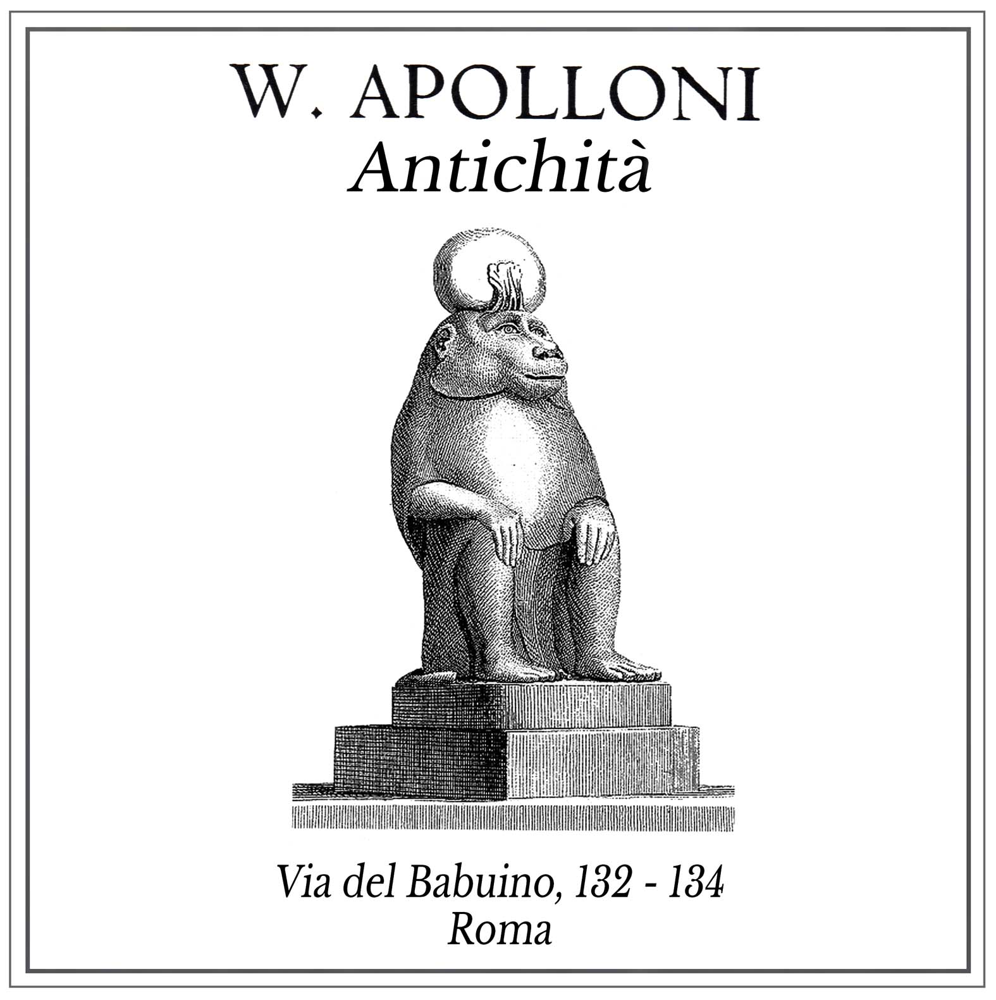 W. APOLLONI
Antichità
Via del Babuino, 132 - 134
Roma